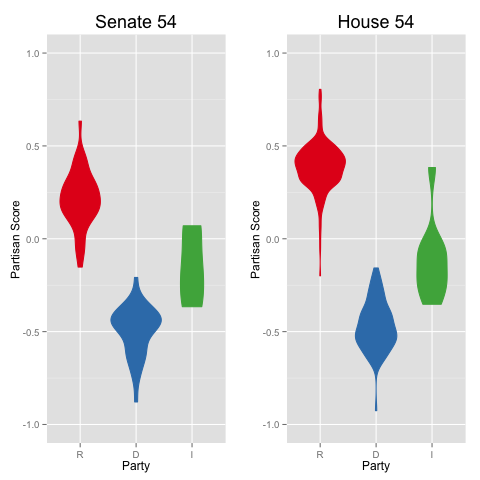 Senate 54
1.0
0.5
0.0
-0.5
-1.0
Partisan Score
R D I
Party
House 54
1.0
0.5
0.0
-0.5
-1.0
Partisan Score
R D I
Party